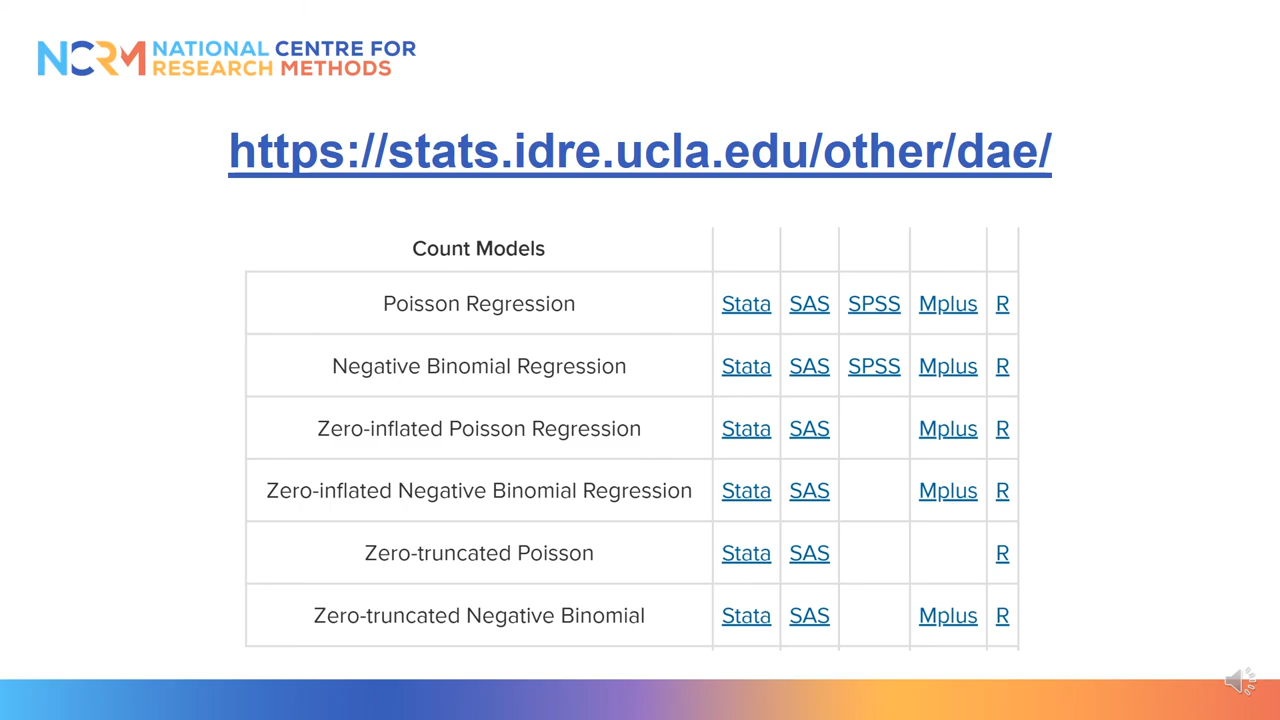 NCRM NATIONAL CENTRE FOR
RESEARCH METHODS
https://stats.idre.ucla.edu/other/dae/
Count Models
Poisson Regression Stata SAS SPSS Mplus R
Negative Binomial Regression Stata SAS SPSS Mplus R
Zero-inflated Poisson Regression Stata SAS Mplus R
Zero-inflated Negative Binomial Regression Stata SAS Mplus R
Zero-truncated Poisson Stata SAS R
Zero-truncated Negative Binomial Stata SAS Mplus R